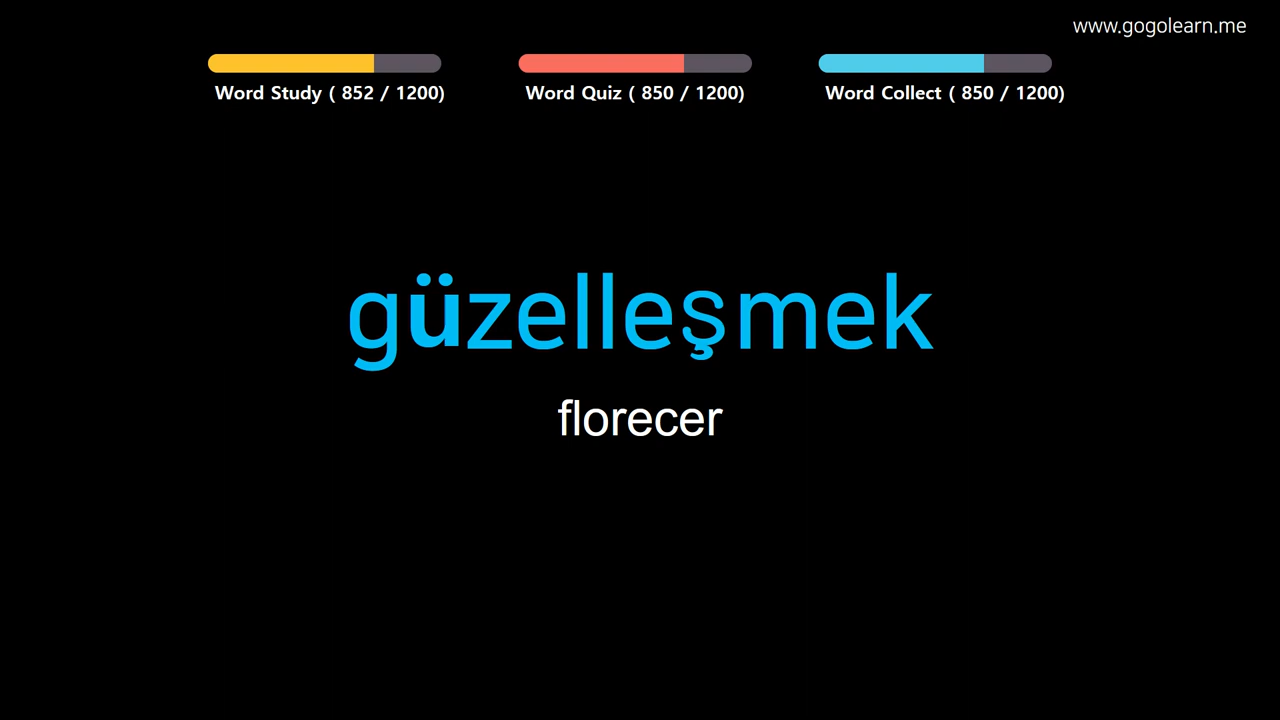 www.gogolearn.me
Word Study ( 852 / 1200)
Word Quiz ( 850 / 1200)
Word Collect ( 850 / 1200)
güzelleşmek
florecer